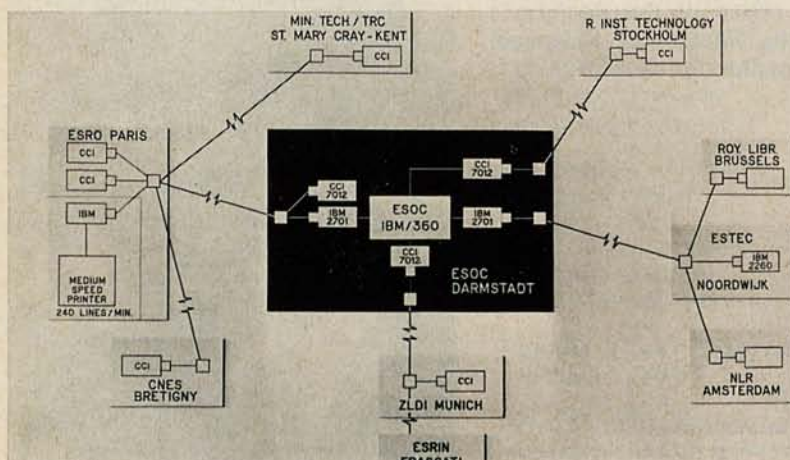 MIN. TECH / TRC
ST. MARY CRAY - KENT
CCI
R. INST. TECHNOLOGY
STOCKHOLM
CCI
ESRO PARIS
CCI
CCI
IBM
MEDIUM
SPEED
PRINTER
240 LINES/MIN.
CCI
7012
IBM
2701
ESOC
IBM/360
CCI
7012
IBM
2701
CCI
7012
ESOC
DARMSTADT
ROY. LIBR.
BRUSSELS
ESTEC
IBM
2260
NOORDWIJK
NLR
AMSTERDAM
CCI
CNES
BRETIGNY
CCI
ZLDI MUNICH
ESRIN
FRASCATI